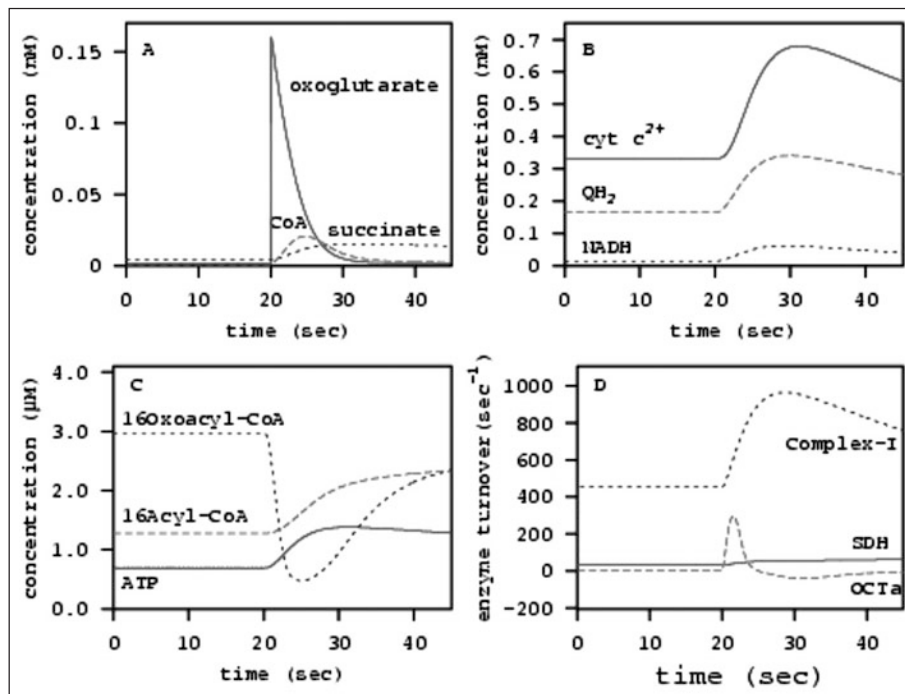 A
concentration (mM)
0.15
0.1
0.05
0
oxoglutarate
CoA
succinate
0 10 20 30 40
time (sec)
B
concentration (mM)
0.7
0.6
0.5
0.4
0.3
0.2
0.1
0.0
cyt c²⁺
QH₂
NADH
0 10 20 30 40
time (sec)
C
concentration (µM)
4.0
3.0
2.0
1.0
0.0
16Oxoacyl-CoA
16Acyl-CoA
ATP
0 10 20 30 40
time (sec)
D
enzyme turnover(sec⁻¹)
1000
800
600
400
200
0
-200
Complex-I
SDH
OCTa
0 10 20 30 40
time (sec)